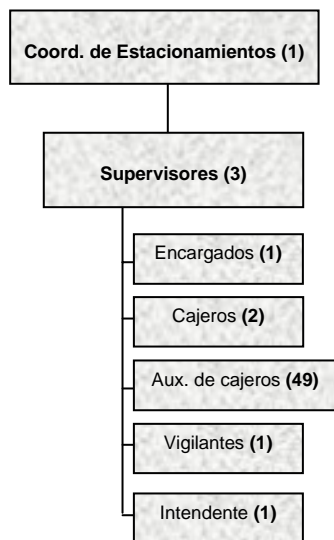 Coord. de Estacionamientos (1)
Supervisores (3)
Encargados (1)
Cajeros (2)
Aux. de cajeros (49)
Vigilantes (1)
Intendente (1)